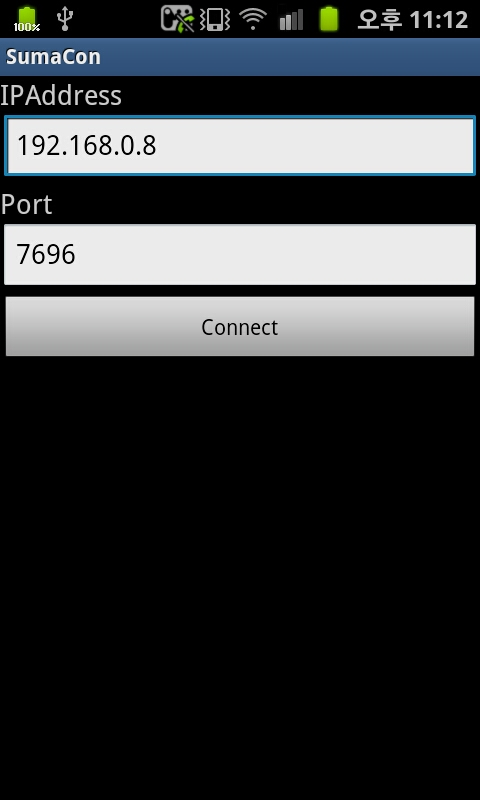 100% 오후 11:12
SumaCon
IPAddress
192.168.0.8
Port
7696
Connect